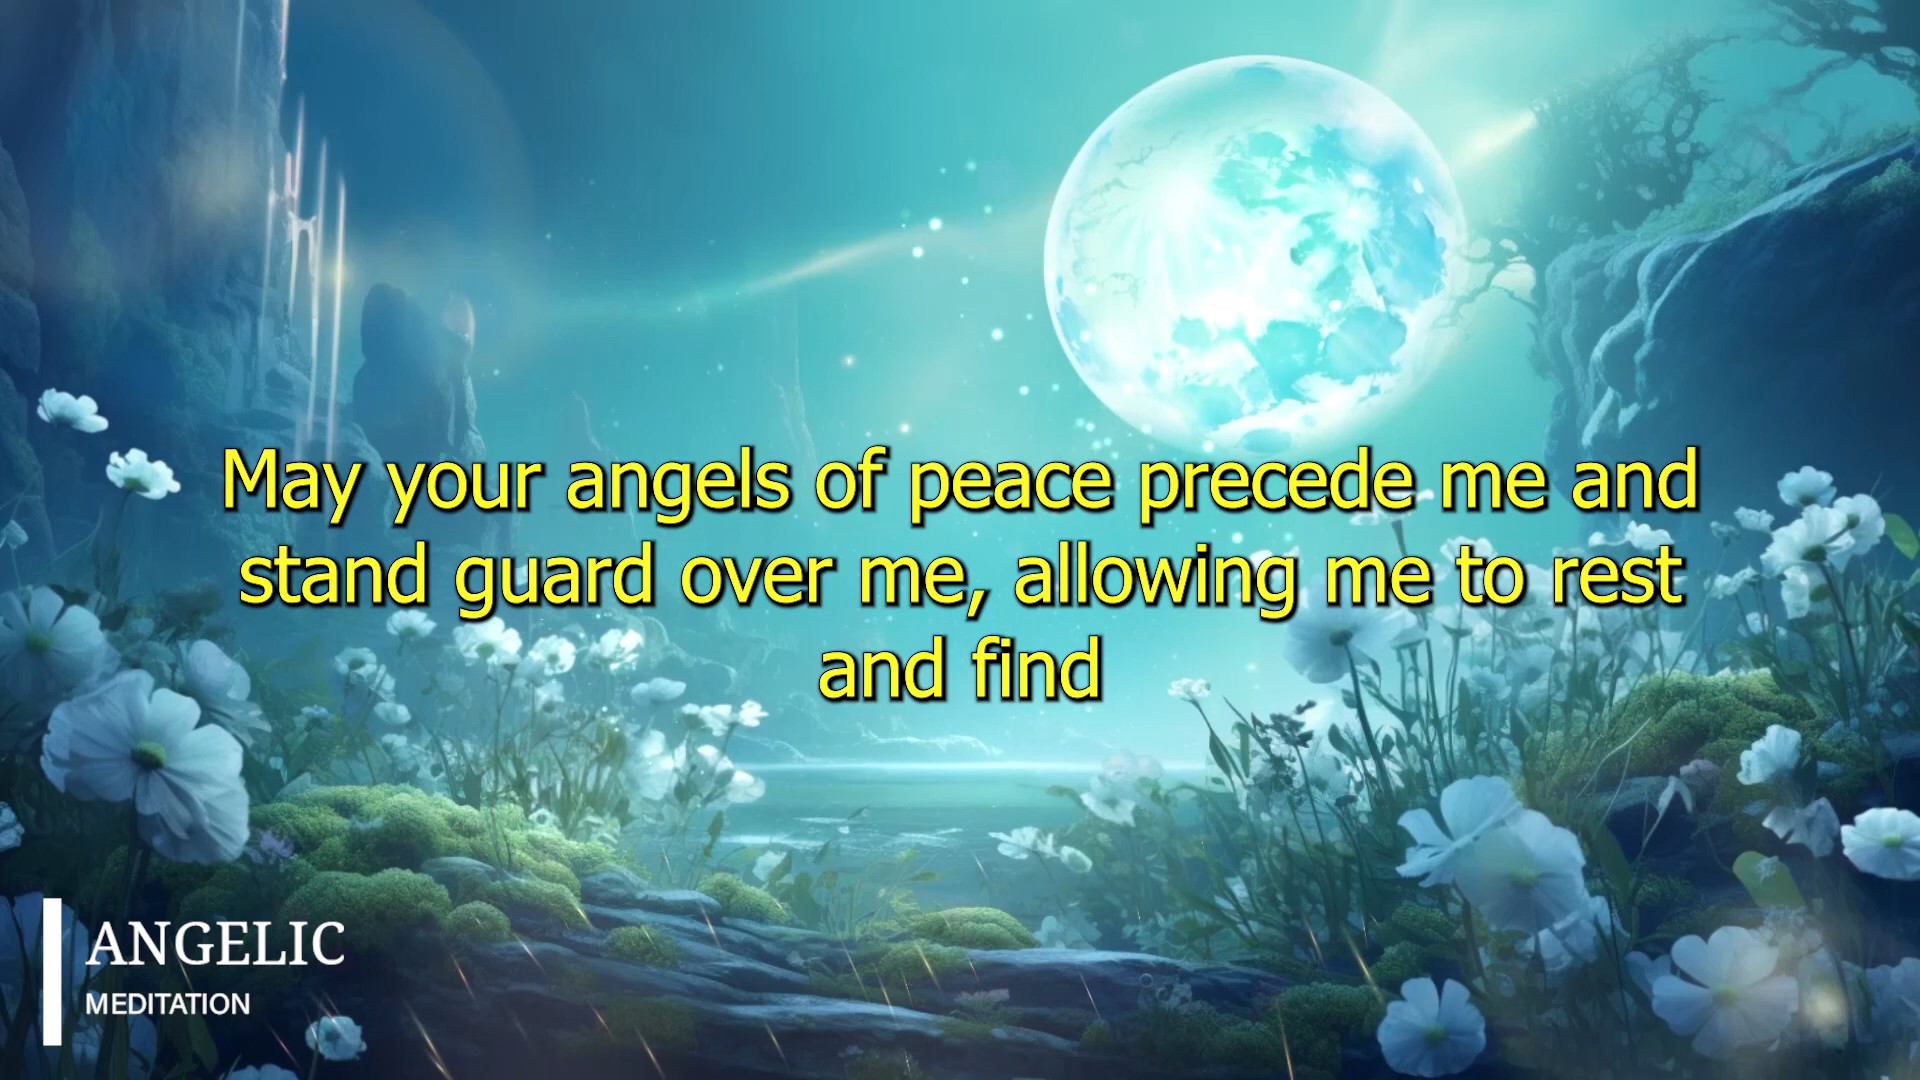 May your angels of peace precede me and
stand guard over me, allowing me to rest
and find
ANGELIC
MEDITATION